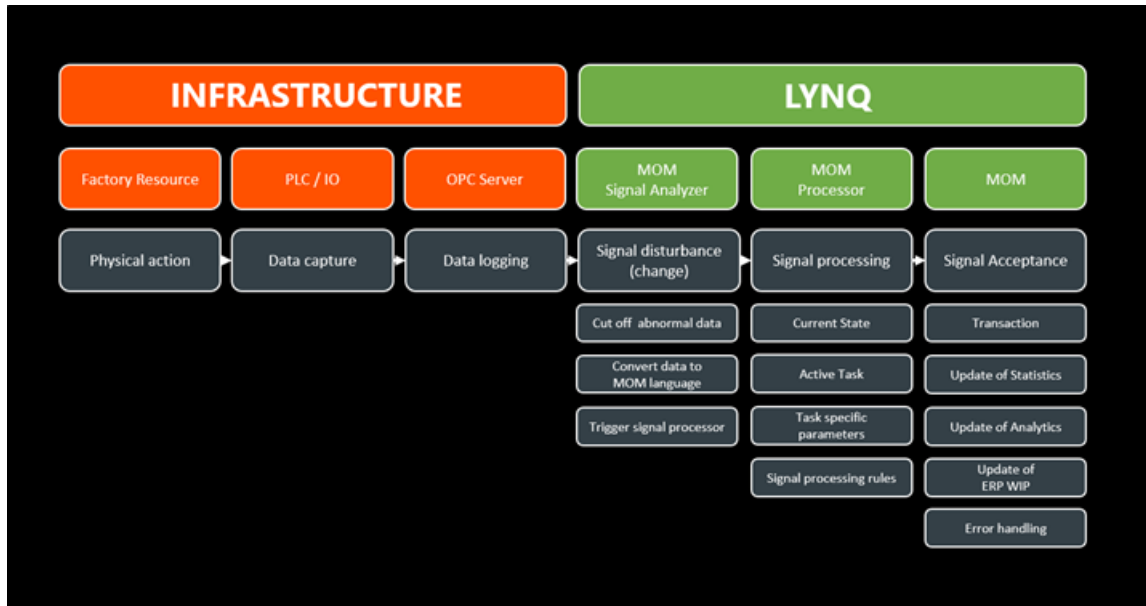 INFRASTRUCTURE
LYNQ
Factory Resource
PLC / IO
OPC Server
MOM
Signal Analyzer
MOM
Processor
MOM
Physical action
Data capture
Data logging
Signal disturbance
(change)
Signal processing
Signal Acceptance
Cut off abnormal data
Current State
Transaction
Convert data to
MOM language
Active Task
Update of Statistics
Trigger signal processor
Task specific
parameters
Update of Analytics
Signal processing rules
Update of
ERP WIP
Error handling